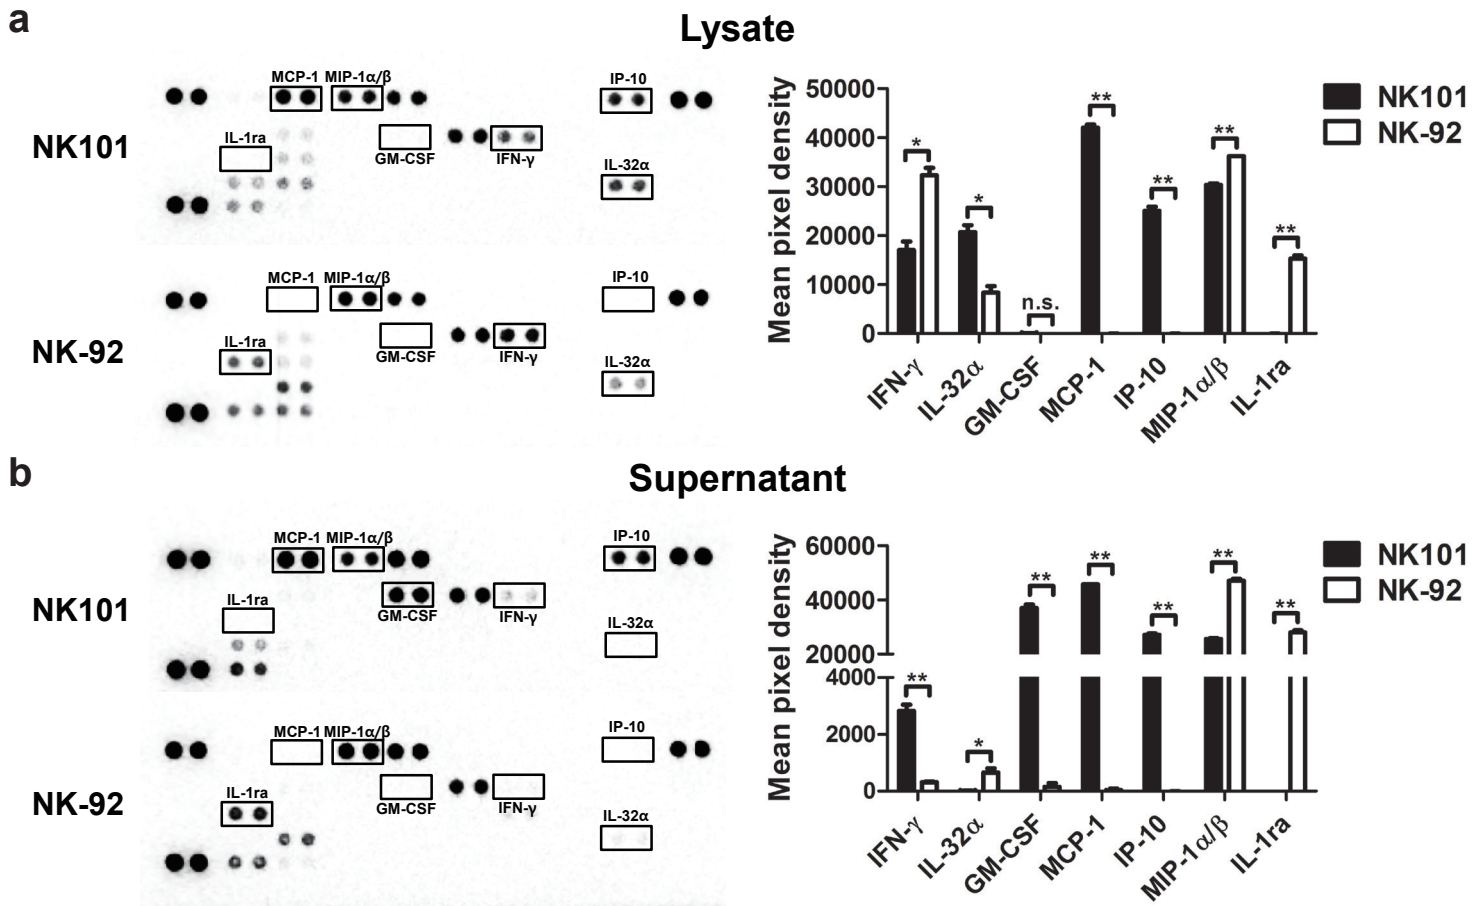 a
Lysate
NK101
MCP-1 MIP-1α/β
IP-10
IL-1ra
GM-CSF
IFN-γ
IL-32α
NK-92
MCP-1 MIP-1α/β
IP-10
IL-1ra
GM-CSF
IFN-γ
IL-32α
Mean pixel density
50000
40000
30000
20000
10000
0
*
*
n.s.
**
**
**
**
IFN-γ
IL-32α
GM-CSF
MCP-1
IP-10
MIP-1α/β
IL-1ra
NK101
NK-92
b
Supernatant
NK101
MCP-1 MIP-1α/β
IP-10
IL-1ra
GM-CSF
IFN-γ
IL-32α
NK-92
MCP-1 MIP-1α/β
IP-10
IL-1ra
GM-CSF
IFN-γ
IL-32α
Mean pixel density
60000
40000
20000
4000
2000
0
**
*
**
**
**
**
**
IFN-γ
IL-32α
GM-CSF
MCP-1
IP-10
MIP-1α/β
IL-1ra
NK101
NK-92